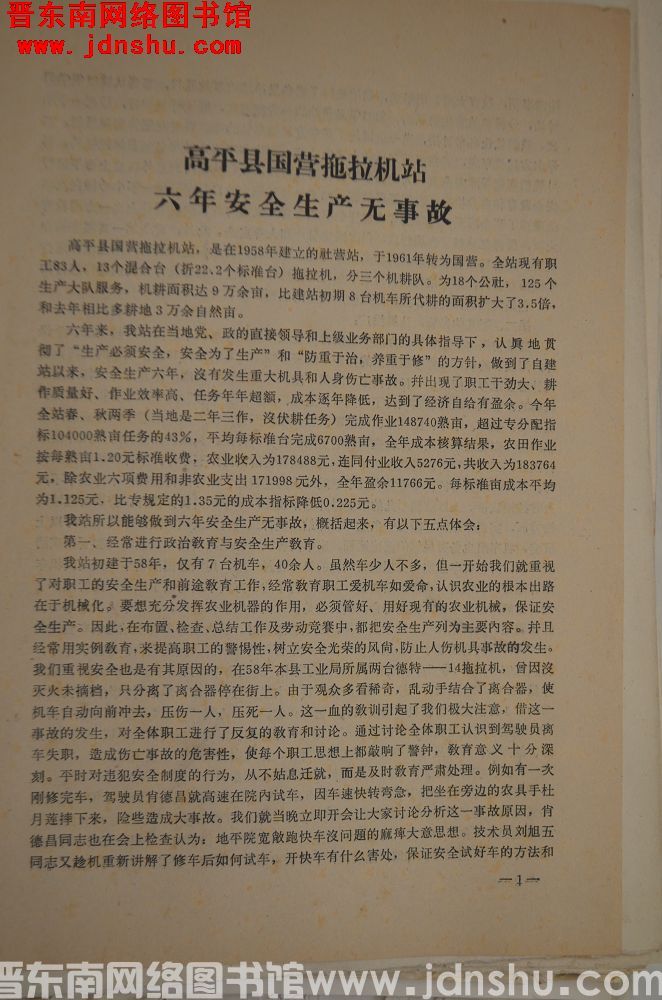 晋东南网络图书馆
www.jdnshu.com
高平县国营拖拉机站
六年安全生产无事故
高平县国营拖拉机站，是在1958年建立的社营站，于1961年转为国营。全站现有职
工83人，13个混合台（折22.2个标准台）拖拉机，分三个机耕队。为18个公社，125个
生产大队服务，机耕面积达9万余亩，比建站初期8台机车所代耕的面积扩大了3.5倍，
和去年相比多耕地3万余自然亩。
六年来，我站在当地党、政的直接领导和上级业务部门的具体指导下，认真地贯
彻了“生产必须安全，安全为了生产”和“防重于治，养重于修”的方针，做到了自建
站以来，安全生产六年，沒有发生重大机具和人身伤亡事故。幷出现了职工干劲大、耕
作质量好、作业效率高、任务年年超额，成本逐年降低，达到了经济自给有盈余。今年
全站春、秋两季（当地是二年三作，沒伏耕任务）完成作业148740熟亩，超过专分配指
标104000熟亩任务的43%，平均每标准台完成6700熟亩，全年成本核算结果，农田作业
按每熟亩1.20元标准收费，农业收入为178488元，连同付业收入5276元，共收入为183764
元，除农业六项费用和非农业支出171998元外，全年盈余11766元。每标准亩成本平均
为1.125元，比专规定的1.35元的成本指标降低0.225元。
我站所以能够做到六年安全生产无事故，概括起来，有以下五点体会：
第一、经常进行政治教育与安全生产教育。
我站初建于58年，仅有7台机车，40余人。虽然车少人不多，但一开始我们就重视
了对职工的安全生产和前途教育工作，经常教育职工爱机车如爱命，认识农业的根本出路
在于机械化。要想充分发挥农业机器的作用，必须管好、用好现有的农业机械，保证安
全生产。因此，在布置、检查、总结工作及劳动竞赛中，都把安全生产列为主要內容。幷且
经常用实例教育，来提高职工的警惕性，树立安全光荣的风尚，防止人伤机具事故的发生。
我们重视安全也是有其原因的，在58年本县工业局所属两台德特——14拖拉机，曾因沒
灭火未摘档，只分离了离合器停在街上。由于观众多看稀奇，乱动手结合了离合器，使
机车自动向前冲去，压伤一人，压死一人。这一血的教训引起了我们极大注意，借这一
事故的发生，对全体职工进行了反复的教育和讨论。通过讨论全体职工认识到驾驶员离
车失职，造成伤亡事故的危害性，使每个职工思想上都敲响了警钟，教育意义十分深
刻。平时对违犯安全制度的行为，从不姑息迁就，而是及时教育严肃处理。例如有一次
刚修完车，驾驶员肯德昌就高速在院內试车，因车速快转弯急，把坐在旁边的农具手杜
月莲摔下来，险些造成大事故。我们就当晚立即开会让大家讨论分析这一事故原因，肯
德昌同志也在会上检查认为：地平院宽敞跑快车沒问题的麻痺大意思想。技术员刘旭五
同志又趁机重新讲解了修车后如何试车，开快车有什么害处，保证安全试好车的方法和
—1—
晋东南网络图书馆www.jdnshu.com